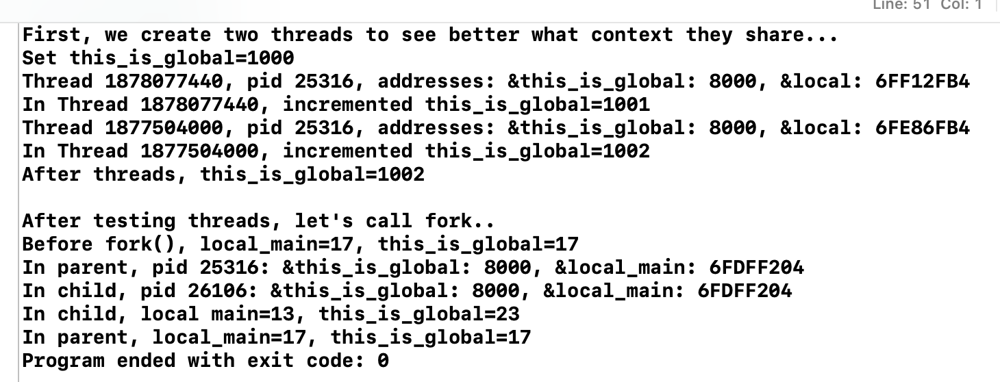 Line: 51 Col: 1
First, we create two threads to see better what context they share...
Set this_is_global=1000
Thread 1878077440, pid 25316, addresses: &this_is_global: 8000, &local: 6FF12FB4
In Thread 1878077440, incremented this_is_global=1001
Thread 1877504000, pid 25316, addresses: &this_is_global: 8000, &local: 6FE86FB4
In Thread 1877504000, incremented this_is_global=1002
After threads, this_is_global=1002
After testing threads, let's call fork..
Before fork(), local_main=17, this_is_global=17
In parent, pid 25316: &this_is_global: 8000, &local_main: 6FDFF204
In child, pid 26106: &this_is_global: 8000, &local_main: 6FDFF204
In child, local main=13, this_is_global=23
In parent, local_main=17, this_is_global=17
Program ended with exit code: 0